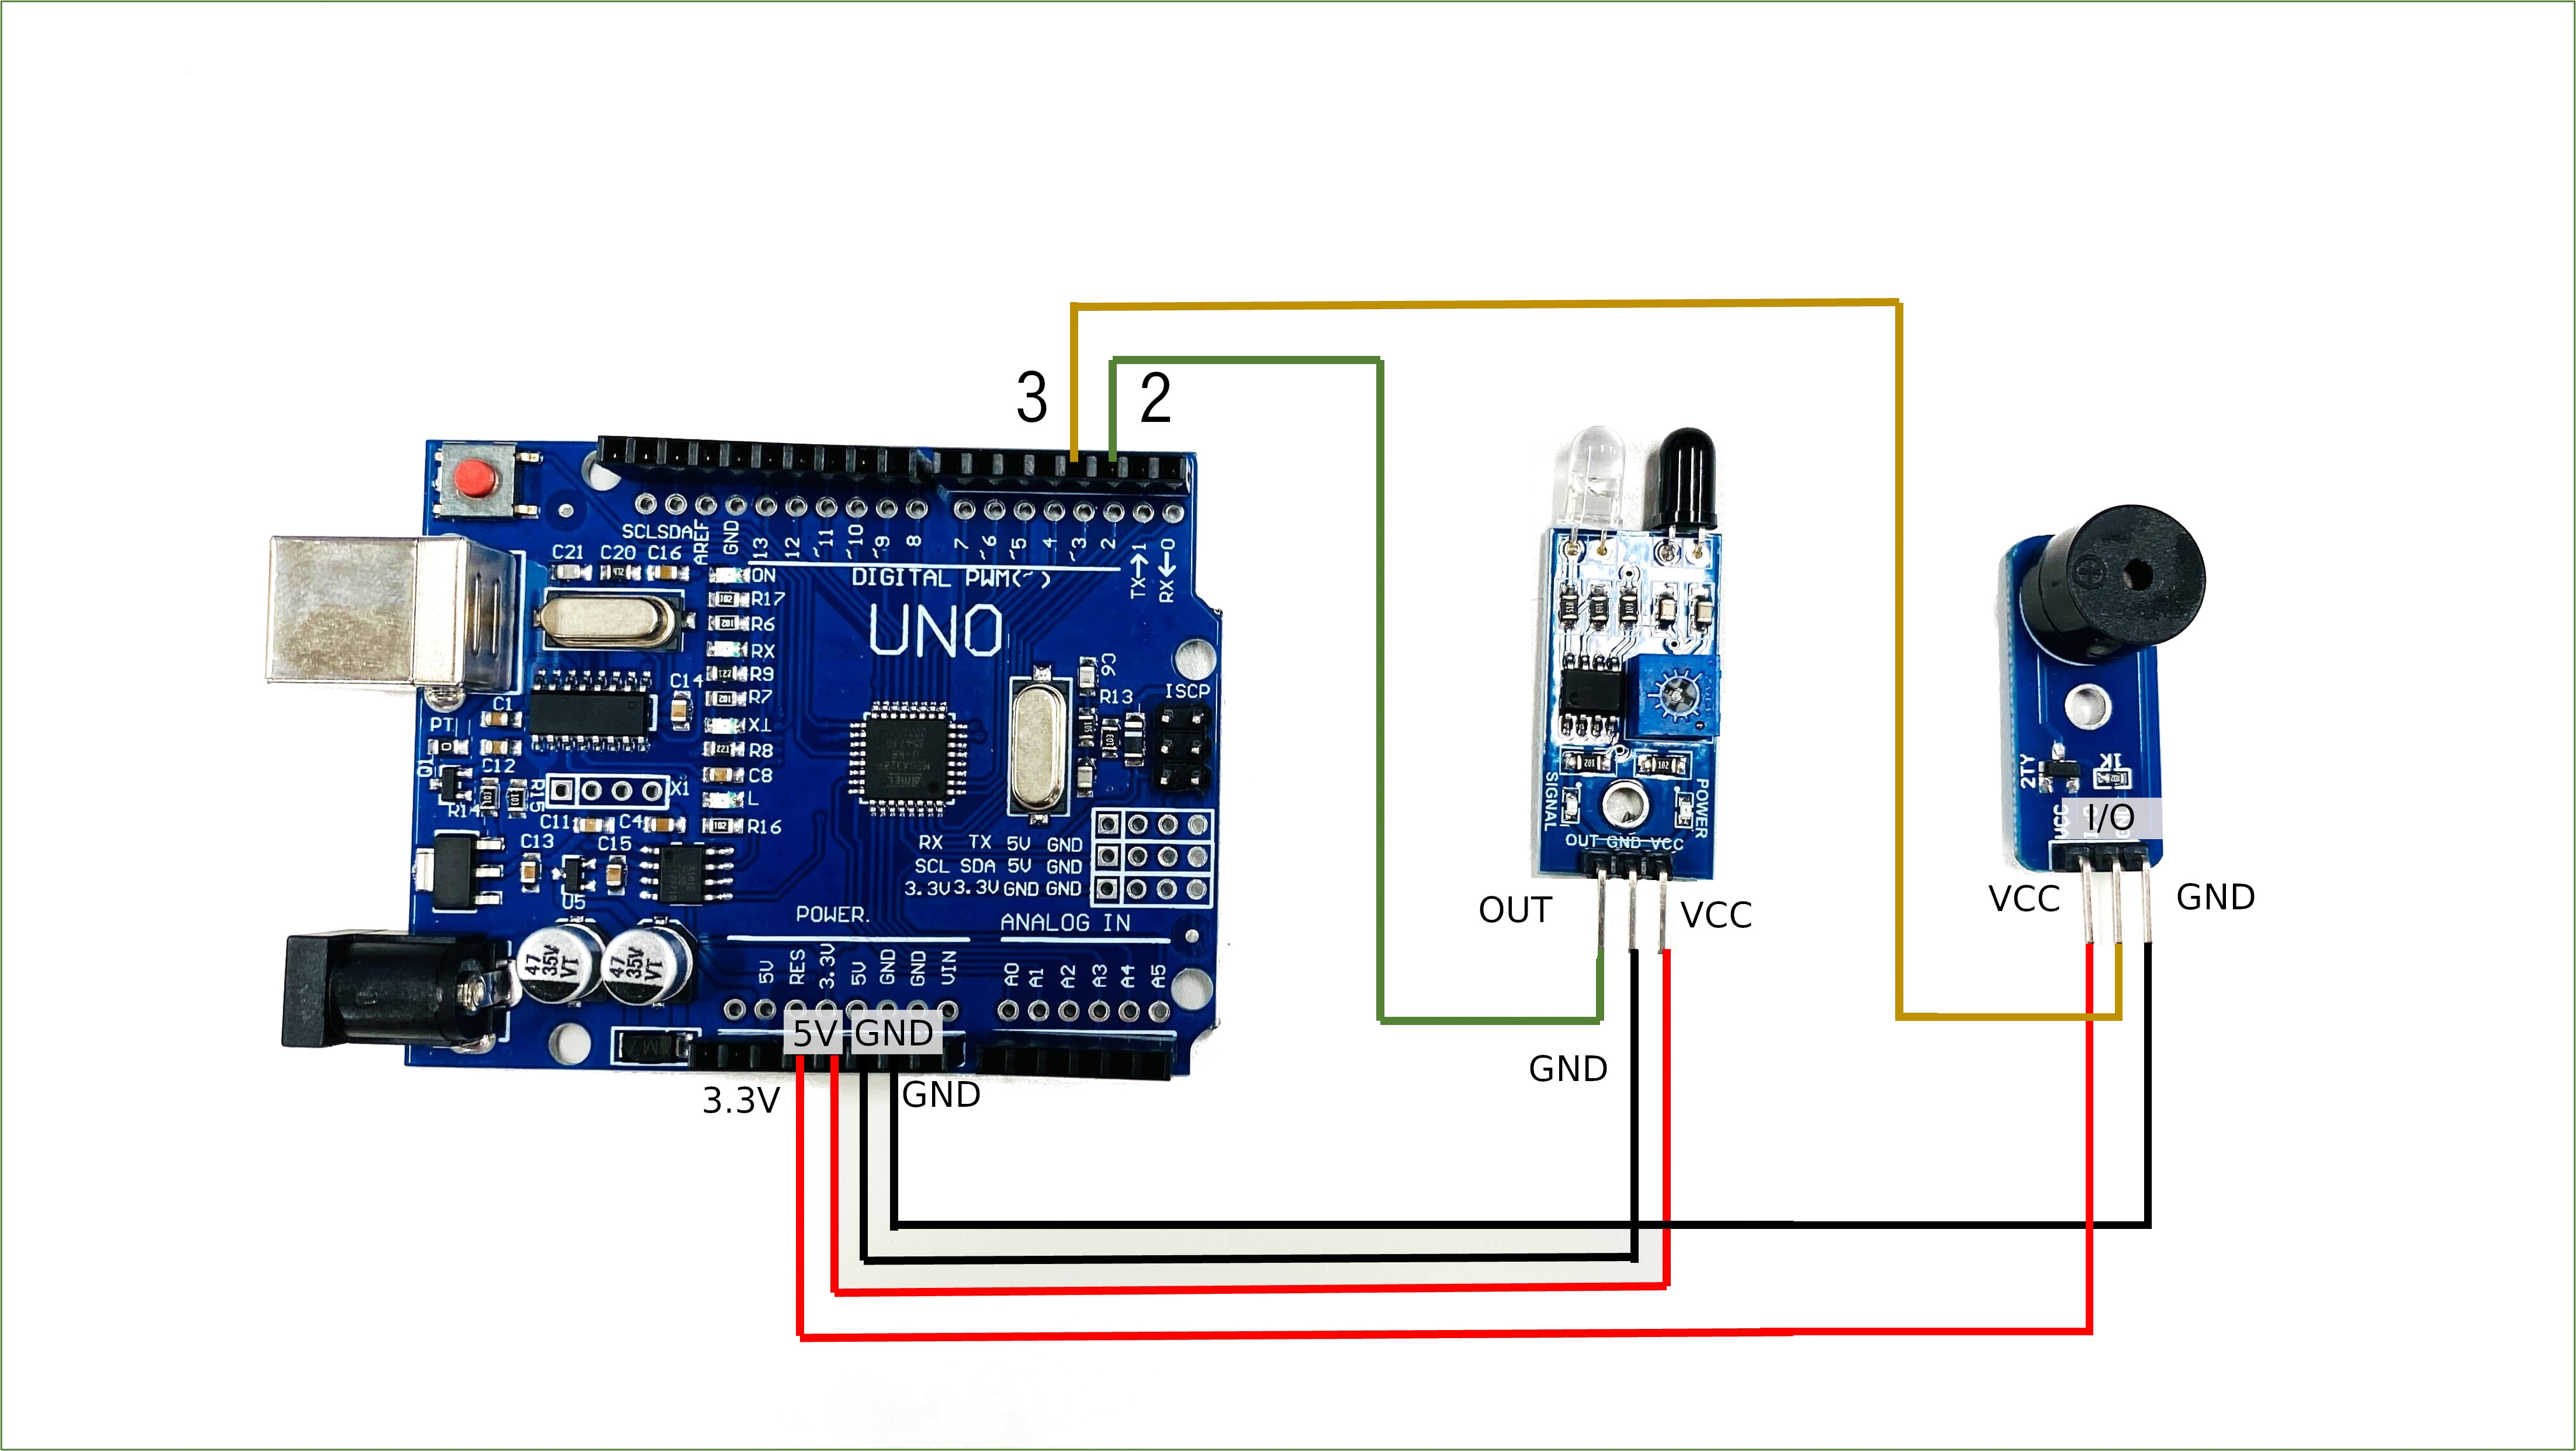 3
2
SCL
SDA
AREF
GND
13
12
~11
~10
~9
8
7
~6
~5
4
~3
2
TX→1
RX←0
DIGITAL PWM(~)
UNO
C21
C20
C16
ON
R17
R6
RX
R9
R7
R8
C8
L
R16
C14
C1
PT
C12
Q1
R14
R15
X1
C11
C4
C13
C15
U5
C9
R13
ISCP
RX TX 5V GND
SCL SDA 5V GND
3.3V 3.3V GND GND
POWER.
ANALOG IN
47
35V
VT
47
35V
VT
5V
RES
3.3V
5V
GND
GND
VIN
A0
A1
A2
A3
A4
A5
5V
GND
3.3V
GND
SIGNAL
POWER
OUT GND VCC
OUT
VCC
GND
2TY
1K
VCC
I/O
VCC
GND